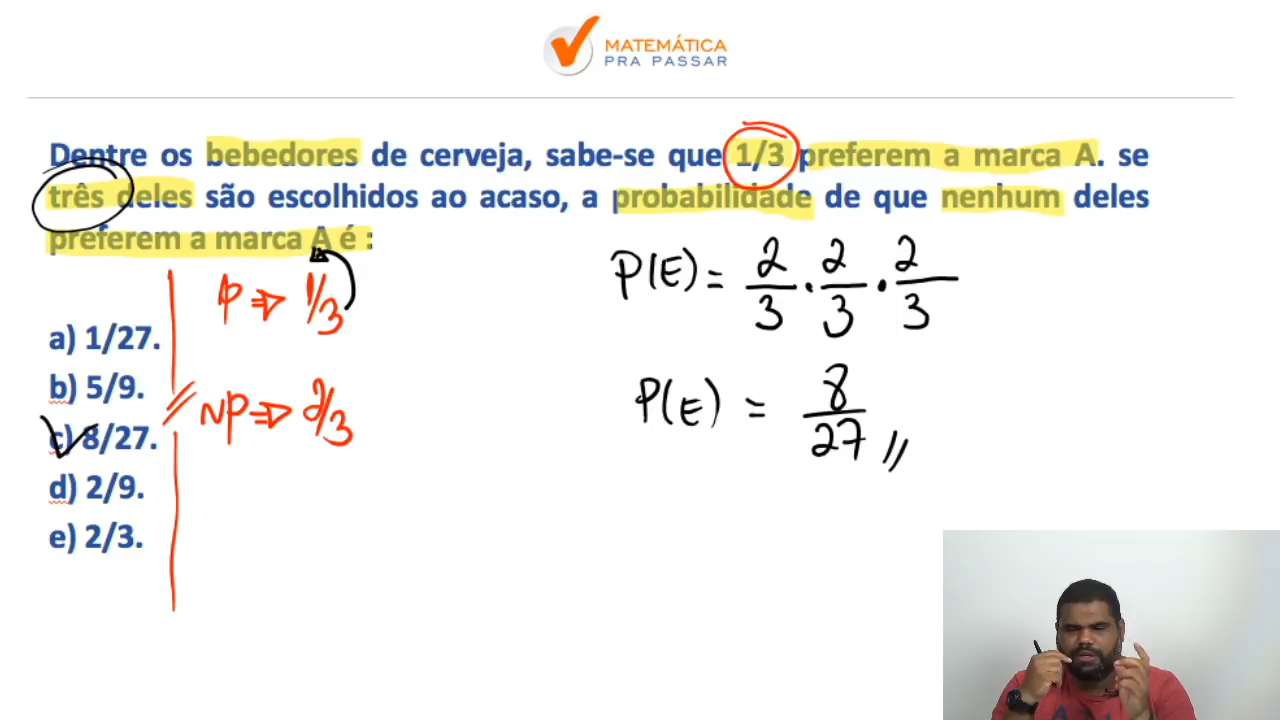 MATEMÁTICA
PRA PASSAR
Dentre os bebedores de cerveja, sabe-se que 1/3 preferem a marca A. se
três deles são escolhidos ao acaso, a probabilidade de que nenhum deles
preferem a marca A é :
P ⇒ 1/3
NP ⇒ 2/3
a) 1/27.
b) 5/9.
c) 8/27.
d) 2/9.
e) 2/3.
P(E) = 2/3 . 2/3 . 2/3
P(E) = 8/27 //